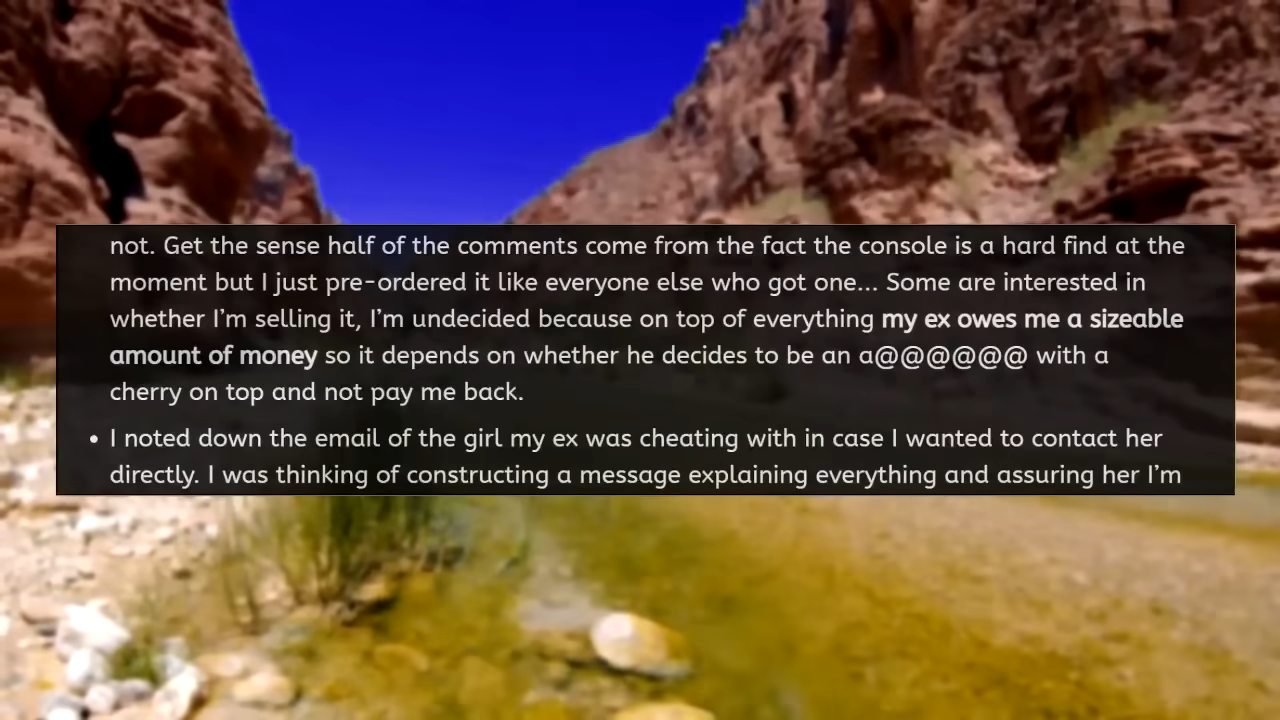 not. Get the sense half of the comments come from the fact the console is a hard find at the
moment but I just pre-ordered it like everyone else who got one... Some are interested in
whether I’m selling it, I’m undecided because on top of everything my ex owes me a sizeable
amount of money so it depends on whether he decides to be an a@@@@@@ with a
cherry on top and not pay me back.
• I noted down the email of the girl my ex was cheating with in case I wanted to contact her
directly. I was thinking of constructing a message explaining everything and assuring her I’m